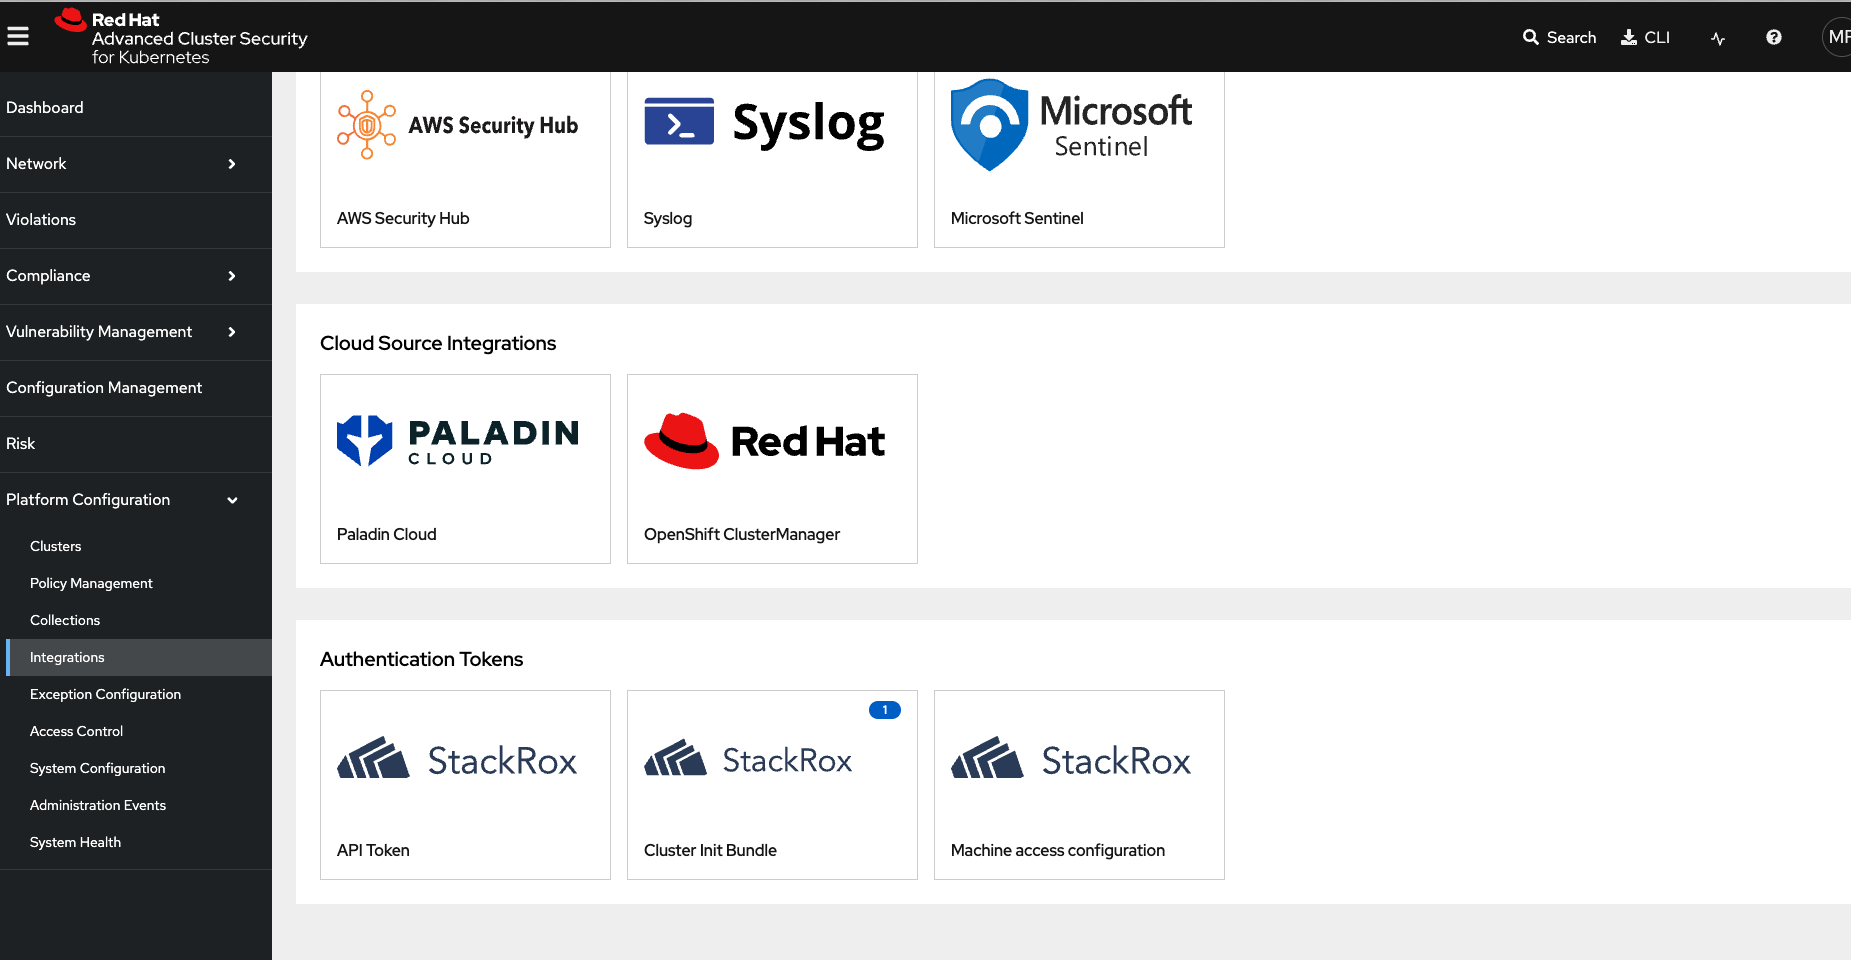 Red Hat
Advanced Cluster Security
for Kubernetes
Search
CLI
Dashboard
Network
Violations
Compliance
Vulnerability Management
Configuration Management
Risk
Platform Configuration
Clusters
Policy Management
Collections
Integrations
Exception Configuration
Access Control
System Configuration
Administration Events
System Health
AWS Security Hub
AWS Security Hub
Syslog
Syslog
Microsoft
Sentinel
Microsoft Sentinel
Cloud Source Integrations
PALADIN
CLOUD
Paladin Cloud
Red Hat
OpenShift ClusterManager
Authentication Tokens
StackRox
API Token
1
StackRox
Cluster Init Bundle
StackRox
Machine access configuration